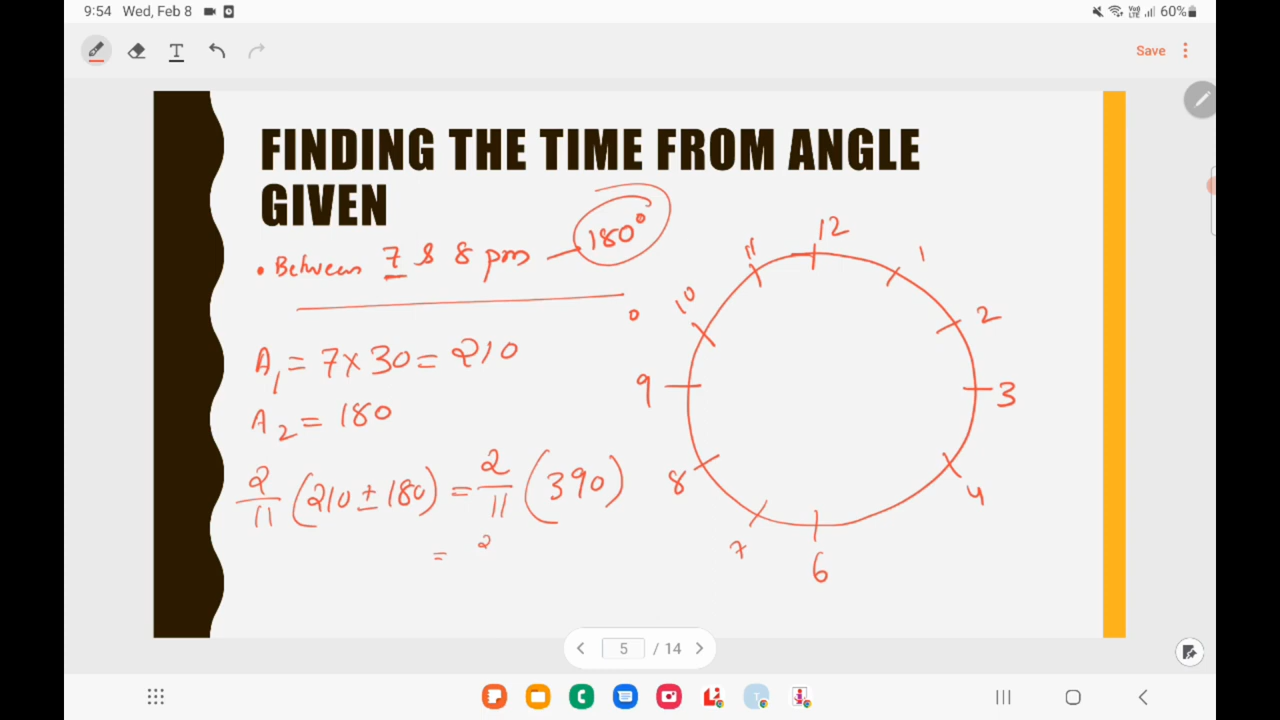 9:54 Wed, Feb 8
60%
Save
FINDING THE TIME FROM ANGLE
GIVEN
• Between 7 & 8 pm — 180°
A₁ = 7 x 30 = 210
A₂ = 180
2/11 (210 ± 180) = 2/11 (390)
= 2
12
1
2
3
4
6
7
8
9
10
11
5 / 14